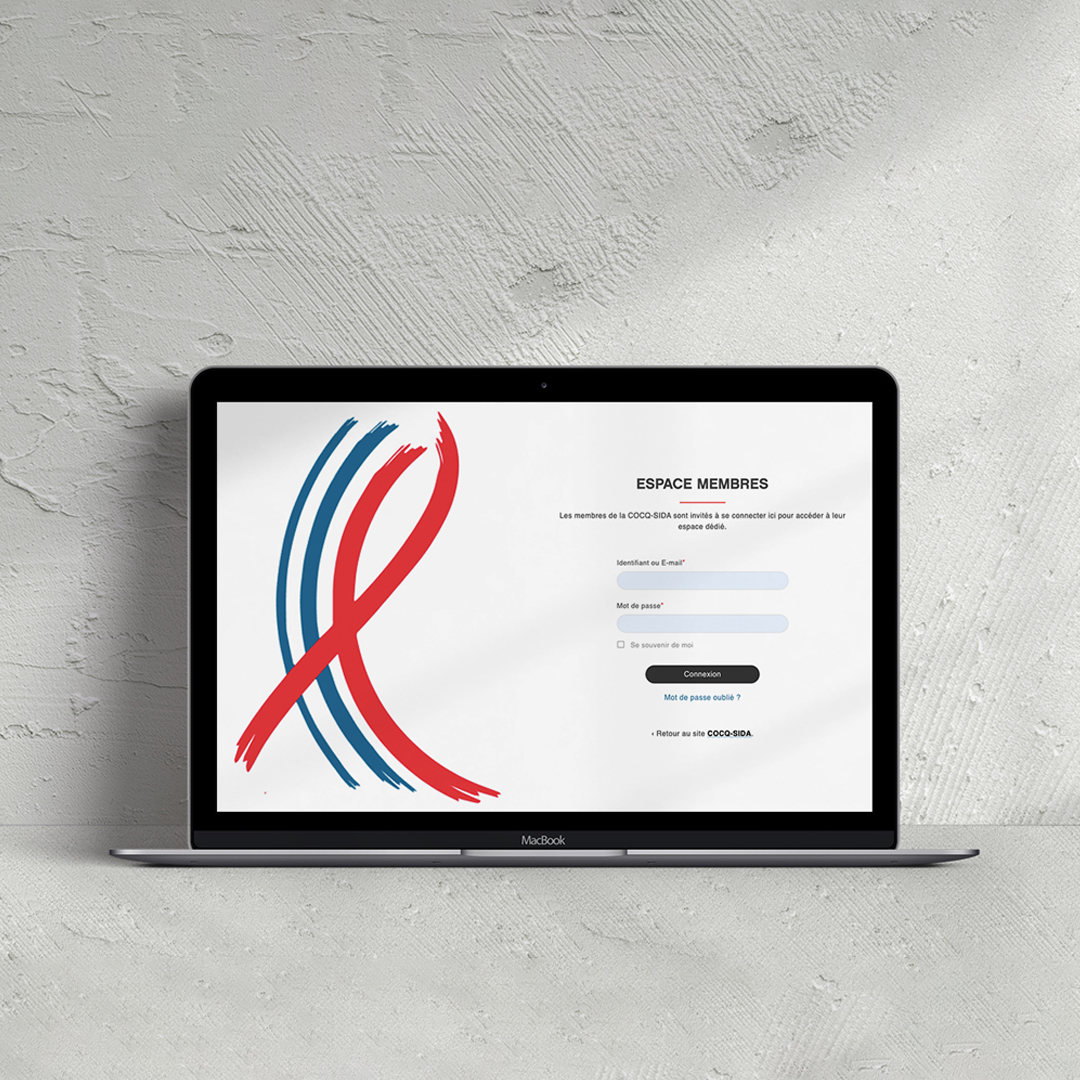 ESPACE MEMBRES
Les membres de la COCQ-SIDA sont invités à se connecter ici pour accéder à leur
espace dédié.
Identifiant ou E-mail*
Mot de passe*
Se souvenir de moi
Connexion
Mot de passe oublié ?
‹ Retour au site COCQ-SIDA.
MacBook